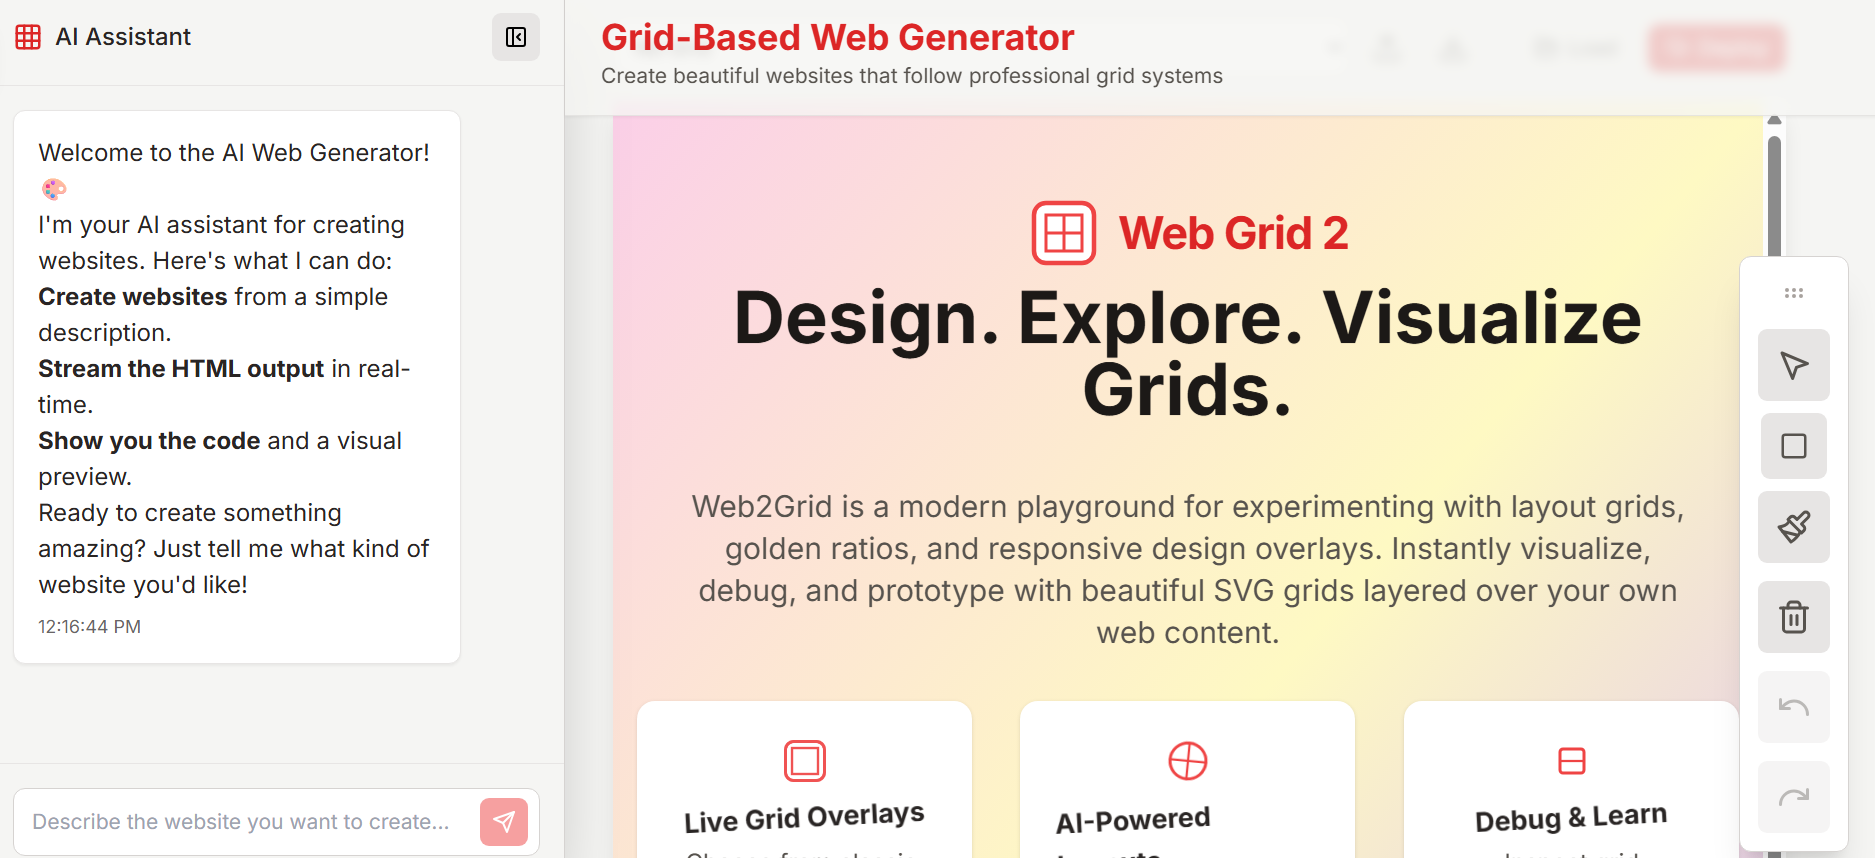 AI Assistant
Welcome to the AI Web Generator!
I'm your AI assistant for creating
websites. Here's what I can do:
Create websites from a simple
description.
Stream the HTML output in real-
time.
Show you the code and a visual
preview.
Ready to create something
amazing? Just tell me what kind of
website you'd like!
12:16:44 PM
Describe the website you want to create...
Grid-Based Web Generator
Create beautiful websites that follow professional grid systems
Web Grid 2
Design. Explore. Visualize
Grids.
Web2Grid is a modern playground for experimenting with layout grids,
golden ratios, and responsive design overlays. Instantly visualize,
debug, and prototype with beautiful SVG grids layered over your own
web content.
Live Grid Overlays
AI-Powered
Debug & Learn